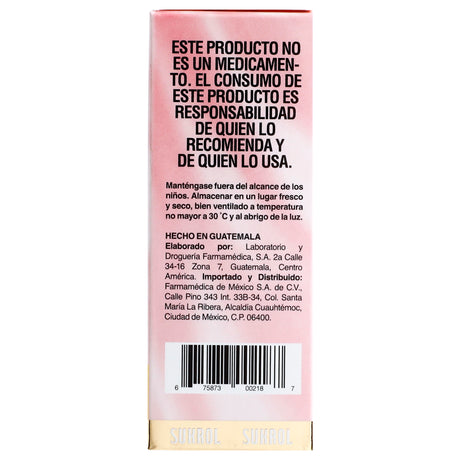 ESTE PRODUCTO NO
ES UN MEDICAMEN-
TO. EL CONSUMO DE
ESTE PRODUCTO ES
RESPONSABILIDAD
DE QUIEN LO
RECOMIENDA Y
DE QUIEN LO USA.
Manténgase fuera del alcance de los
niños. Almacenar en un lugar fresco
y seco, bien ventilado a temperatura
no mayor a 30 ˚C y al abrigo de la luz.
HECHO EN GUATEMALA
Elaborado por: Laboratorio y
Droguería Farmamédica, S.A. 2a Calle
34-16 Zona 7, Guatemala, Centro
América. Importado y Distribuido:
Farmamédica de México S.A. de C.V.,
Calle Pino 343 Int. 33B-34, Col. Santa
María La Ribera, Alcaldía Cuauhtémoc,
Ciudad de México, C.P. 06400.
6 75873 00218 7
SUKROL SUKROL